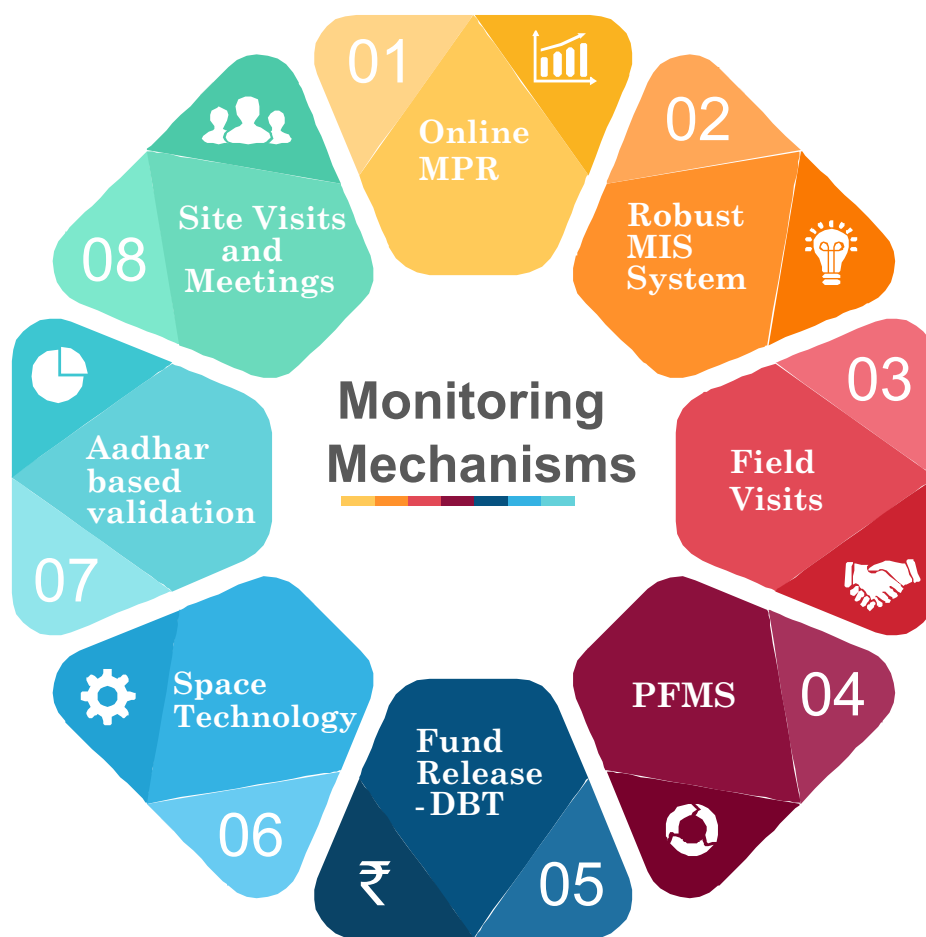 Monitoring
Mechanisms
01
Online
MPR
02
Robust
MIS
System
03
Field
Visits
04
PFMS
05
Fund
Release
-DBT
₹
06
Space
Technology
07
Aadhar
based
validation
08
Site Visits
and
Meetings